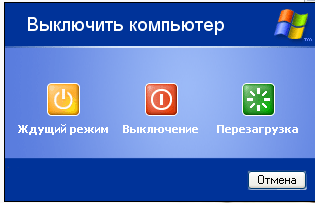 Выключить компьютер
Ждущий режим Выключение Перезагрузка
Отмена